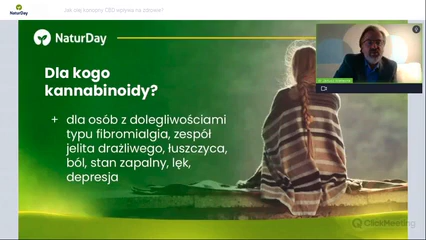 NaturDay
Jak olej konopny CBD wpływa na zdrowie?
NaturDay
Dla kogo
kannabinoidy?
+ dla osób z dolegliwościami
typu fibromialgia, zespół
jelita drażliwego, łuszczyca,
ból, stan zapalny, lęk,
depresja
ClickMeeting